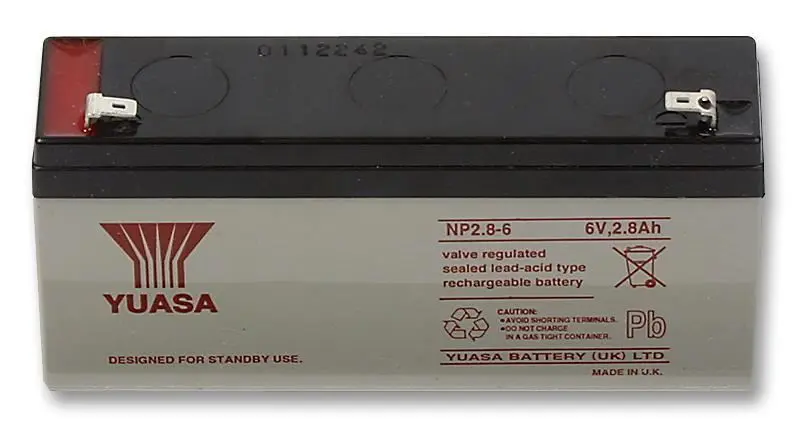 0112242
YUASA
DESIGNED FOR STANDBY USE.
NP2.8-6 6V,2.8Ah
valve regulated
sealed lead-acid type
rechargeable battery
CAUTION:
•AVOID SHORTING TERMINALS.
•DO NOT CHARGE
IN A GAS TIGHT CONTAINER.
Pb
YUASA BATTERY (UK) LTD
MADE IN U.K.